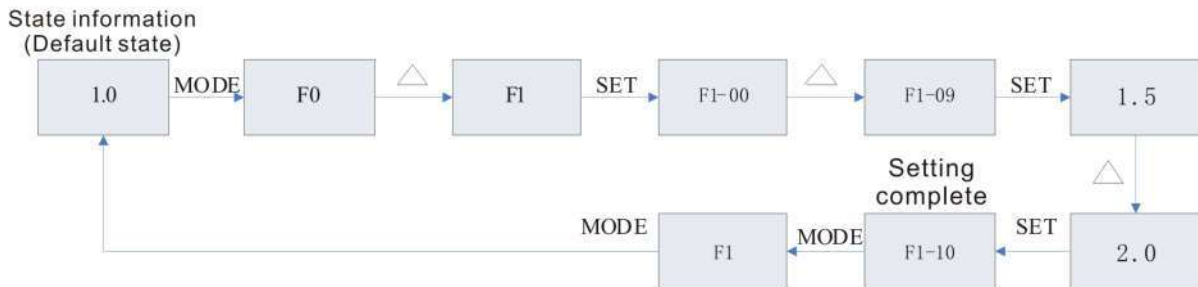 State information
(Default state)
1.0
MODE
F0
△
F1
SET
F1-00
△
F1-09
SET
1.5
△
Setting
complete
MODE
F1
MODE
F1-10
SET
2.0